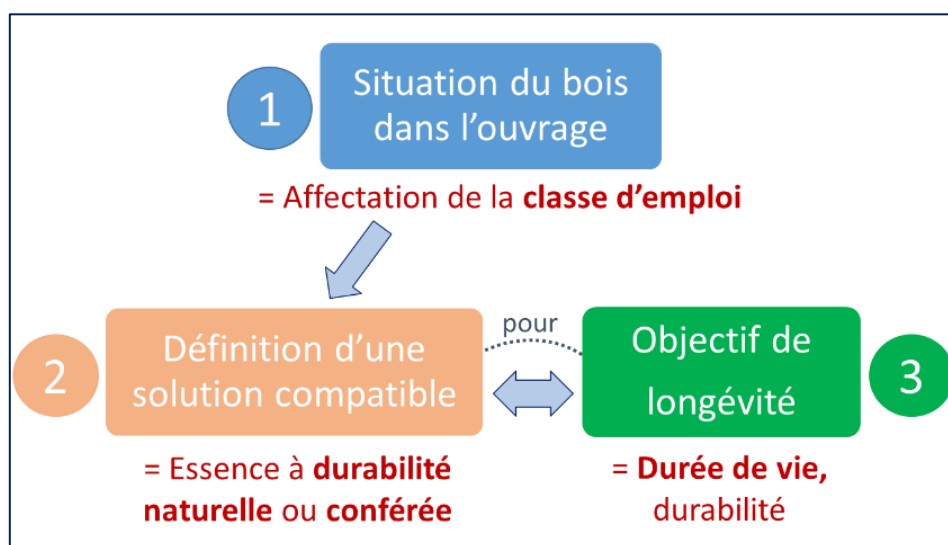 1
Situation du bois
dans l'ouvrage
= Affectation de la classe d'emploi
2
Définition d'une
solution compatible
pour
Objectif de
longévité
3
= Essence à durabilité
naturelle ou conférée
= Durée de vie,
durabilité